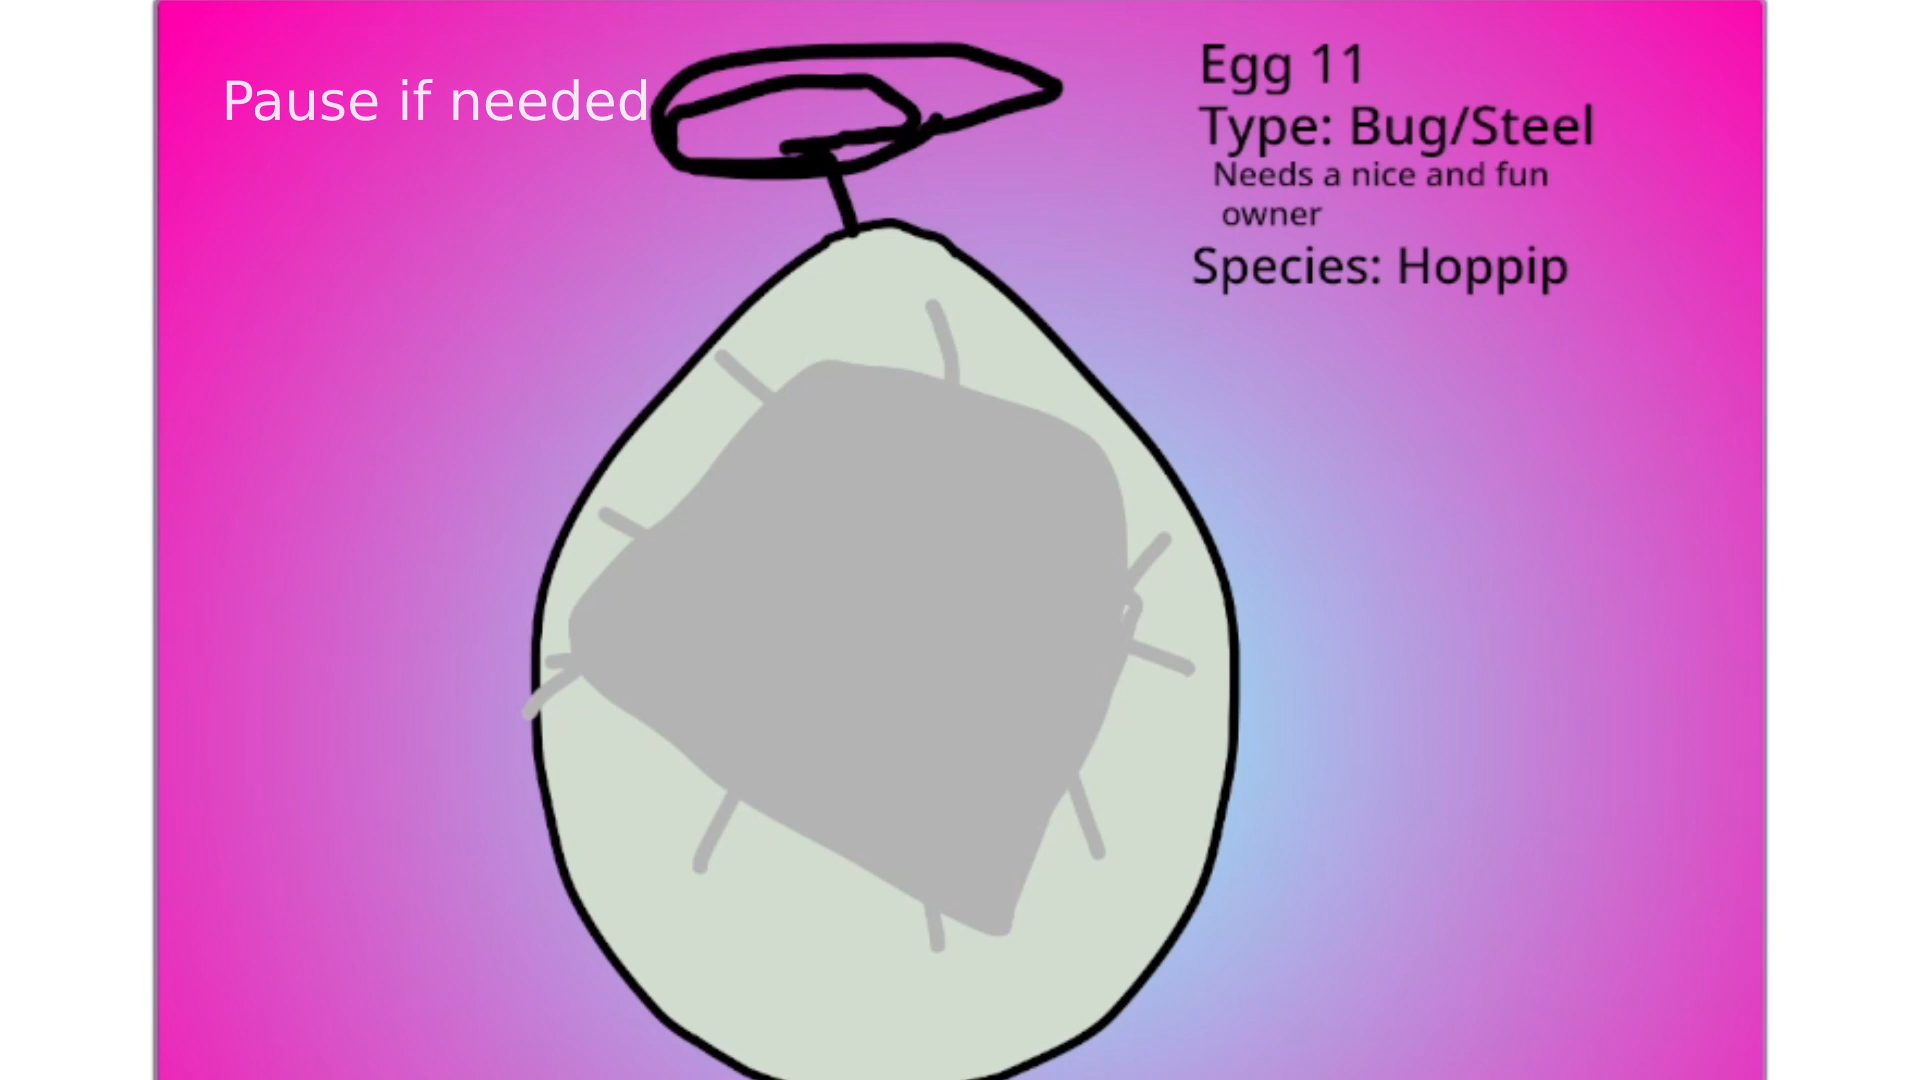 Pause if needed
Egg 11
Type: Bug/Steel
Needs a nice and fun
owner
Species: Hoppip